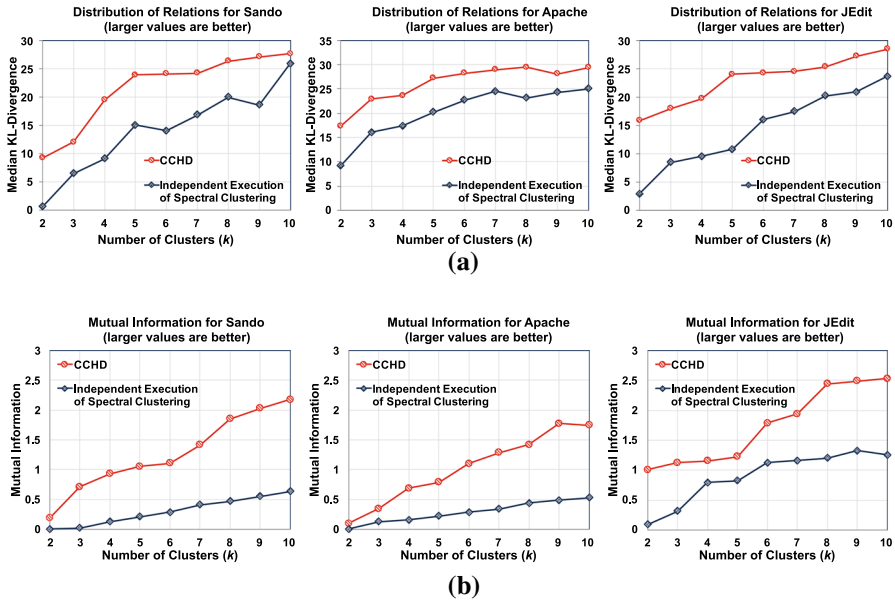 Distribution of Relations for Sando
(larger values are better)
30
25
20
15
10
5
0
Median KL-Divergence
CCHD
Independent Execution
of Spectral Clustering
2 3 4 5 6 7 8 9 10
Number of Clusters (k)
Distribution of Relations for Apache
(larger values are better)
35
30
25
20
15
10
5
0
Median KL-Divergence
CCHD
Independent Execution
of Spectral Clustering
2 3 4 5 6 7 8 9 10
Number of Clusters (k)
Distribution of Relations for JEdit
(larger values are better)
30
25
20
15
10
5
0
Median KL-Divergence
CCHD
Independent Execution
of Spectral Clustering
2 3 4 5 6 7 8 9 10
Number of Clusters (k)
(a)
Mutual Information for Sando
(larger values are better)
3
2.5
2
1.5
1
0.5
0
Mutual Information
CCHD
Independent Execution
of Spectral Clustering
2 3 4 5 6 7 8 9 10
Number of Clusters (k)
Mutual Information for Apache
(larger values are better)
3
2.5
2
1.5
1
0.5
0
Mutual Information
CCHD
Independent Execution
of Spectral Clustering
2 3 4 5 6 7 8 9 10
Number of Clusters (k)
Mutual Information for JEdit
(larger values are better)
3
2.5
2
1.5
1
0.5
0
Mutual Information
CCHD
Independent Execution
of Spectral Clustering
2 3 4 5 6 7 8 9 10
Number of Clusters (k)
(b)